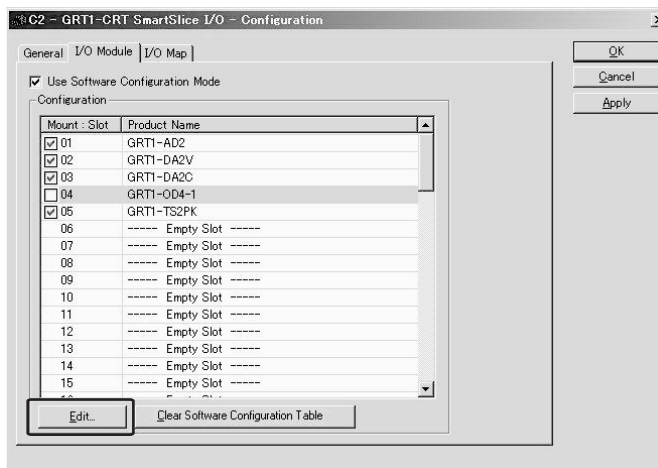 C2 - GRT1-CRT SmartSlice I/O - Configuration
General I/O Module I/O Map
OK
Cancel
Apply
Use Software Configuration Mode
Configuration
Mount : Slot Product Name
01 GRT1-AD2
02 GRT1-DA2V
03 GRT1-DA2C
04 GRT1-OD4-1
05 GRT1-TS2PK
06 ----- Empty Slot -----
07 ----- Empty Slot -----
08 ----- Empty Slot -----
09 ----- Empty Slot -----
10 ----- Empty Slot -----
11 ----- Empty Slot -----
12 ----- Empty Slot -----
13 ----- Empty Slot -----
14 ----- Empty Slot -----
15 ----- Empty Slot -----
Edit... Clear Software Configuration Table